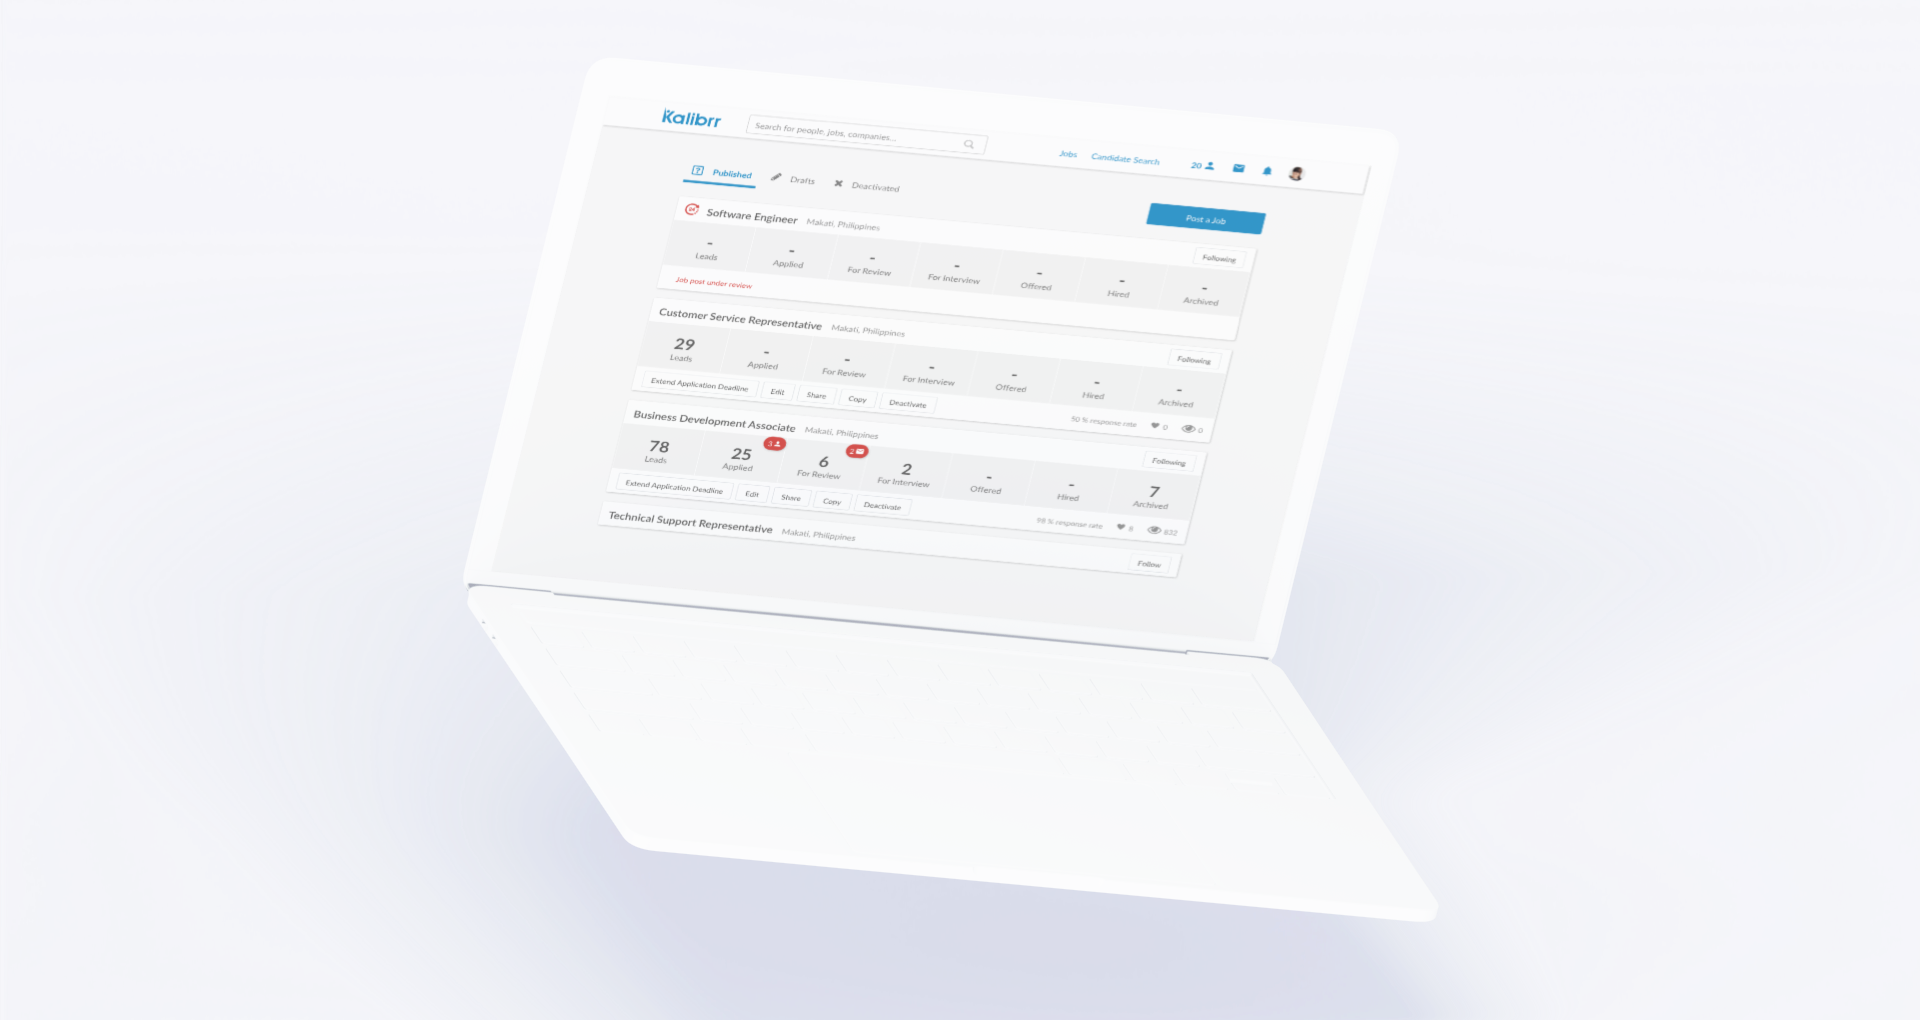 Kalibrr
Search for people, jobs, companies...
Jobs
Candidate Search
20
Published
Drafts
Deactivated
Post a Job
Software Engineer Makati, Philippines
Following
- Leads
- Applied
- For Review
- For Interview
- Offered
- Hired
- Archived
Job post under review
Customer Service Representative Makati, Philippines
Following
29 Leads
- Applied
- For Review
- For Interview
- Offered
- Hired
- Archived
Extend Application Deadline Edit Share Copy Deactivate
50 % response rate 0 0
Business Development Associate Makati, Philippines
Following
78 Leads
25 Applied
3
6 For Review
2
2 For Interview
- Offered
- Hired
7 Archived
Extend Application Deadline Edit Share Copy Deactivate
98 % response rate 8 832
Technical Support Representative Makati, Philippines
Follow